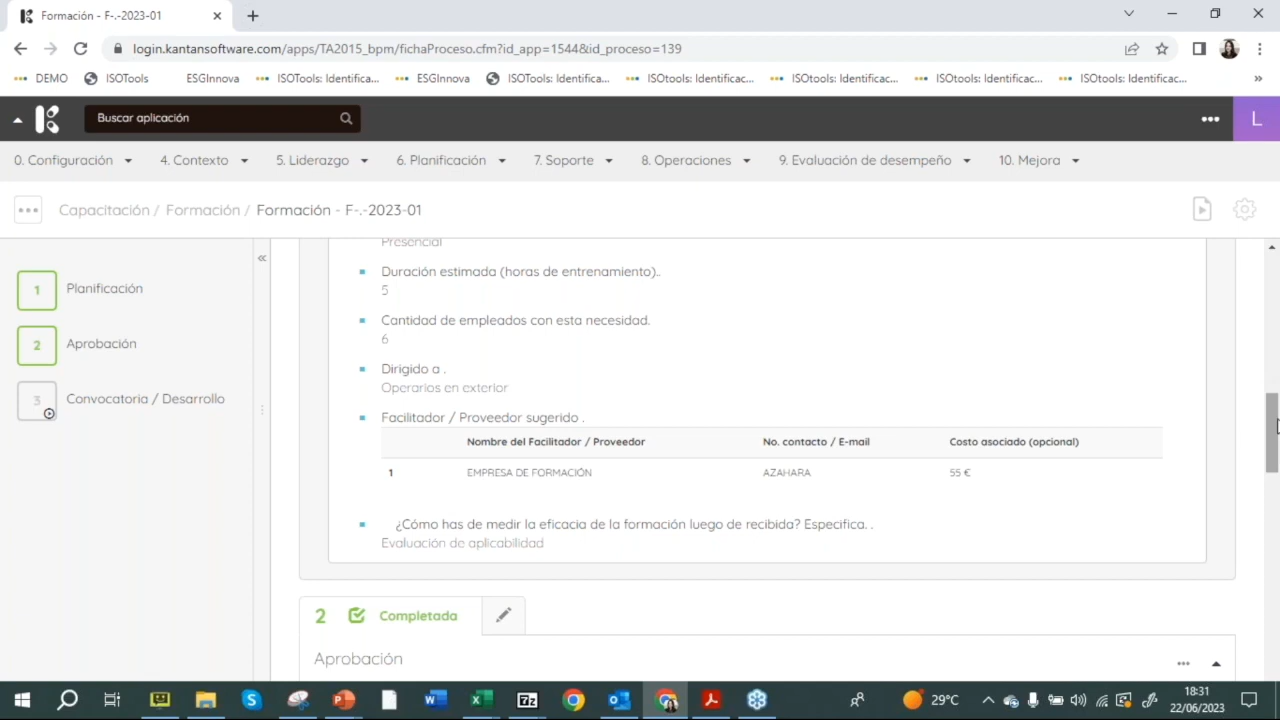 Formación - F-.-2023-01
login.kantansoftware.com/apps/TA2015_bpm/fichaProceso.cfm?id_app=1544&id_proceso=139
DEMO ISOTools ESGInnova ISOTools: Identifica... ESGInnova ISOTools: Identifica... ISOtools: Identificac... ISOtools: Identificac... ISOtools: Identificac... ISOtools: Identificac... »
Buscar aplicación
L
0. Configuración 4. Contexto 5. Liderazgo 6. Planificación 7. Soporte 8. Operaciones 9. Evaluación de desempeño 10. Mejora
Capacitación / Formación / Formación - F-.-2023-01
«
1 Planificación
2 Aprobación
3 Convocatoria / Desarrollo
Presencial
Duración estimada (horas de entrenamiento)..
5
Cantidad de empleados con esta necesidad.
6
Dirigido a .
Operarios en exterior
Facilitador / Proveedor sugerido .
Nombre del Facilitador / Proveedor No. contacto / E-mail Costo asociado (opcional)
1 EMPRESA DE FORMACIÓN AZAHARA 55 €
¿Cómo has de medir la eficacia de la formación luego de recibida? Especifica. .
Evaluación de aplicabilidad
2 Completada
Aprobación
29°C
18:31
22/06/2023